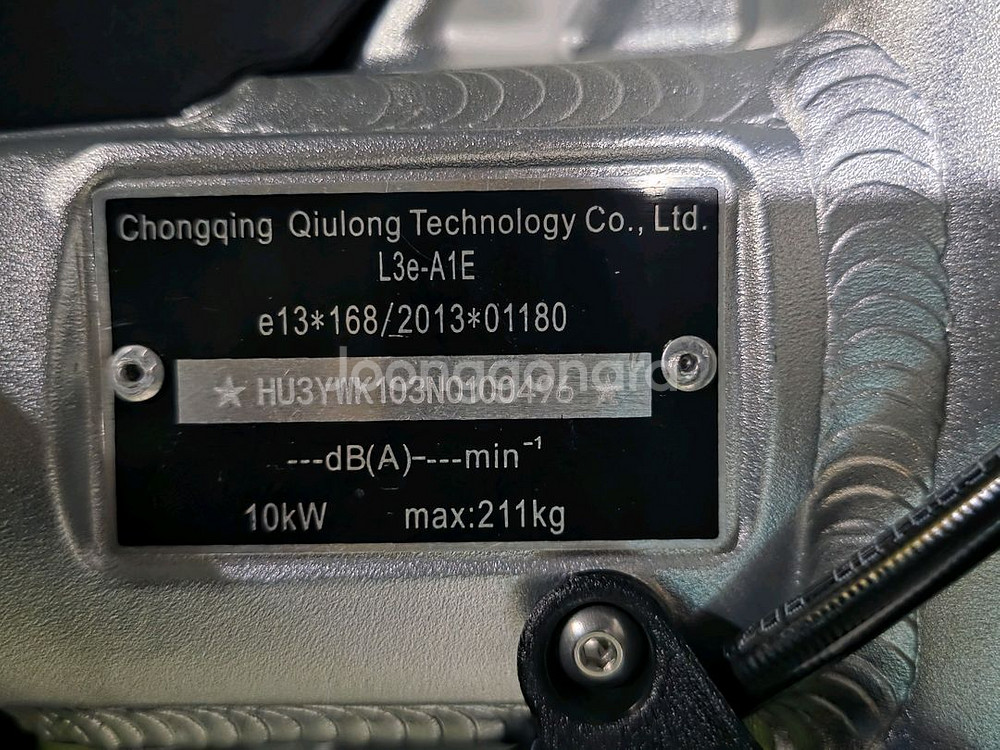 Chongqing Qiulong Technology Co., Ltd.
L3e-A1E
e13*168/2013*01180
★ HU3YWK103N0100496 ★
---dB(A)----min⁻¹
10kW max:211kg